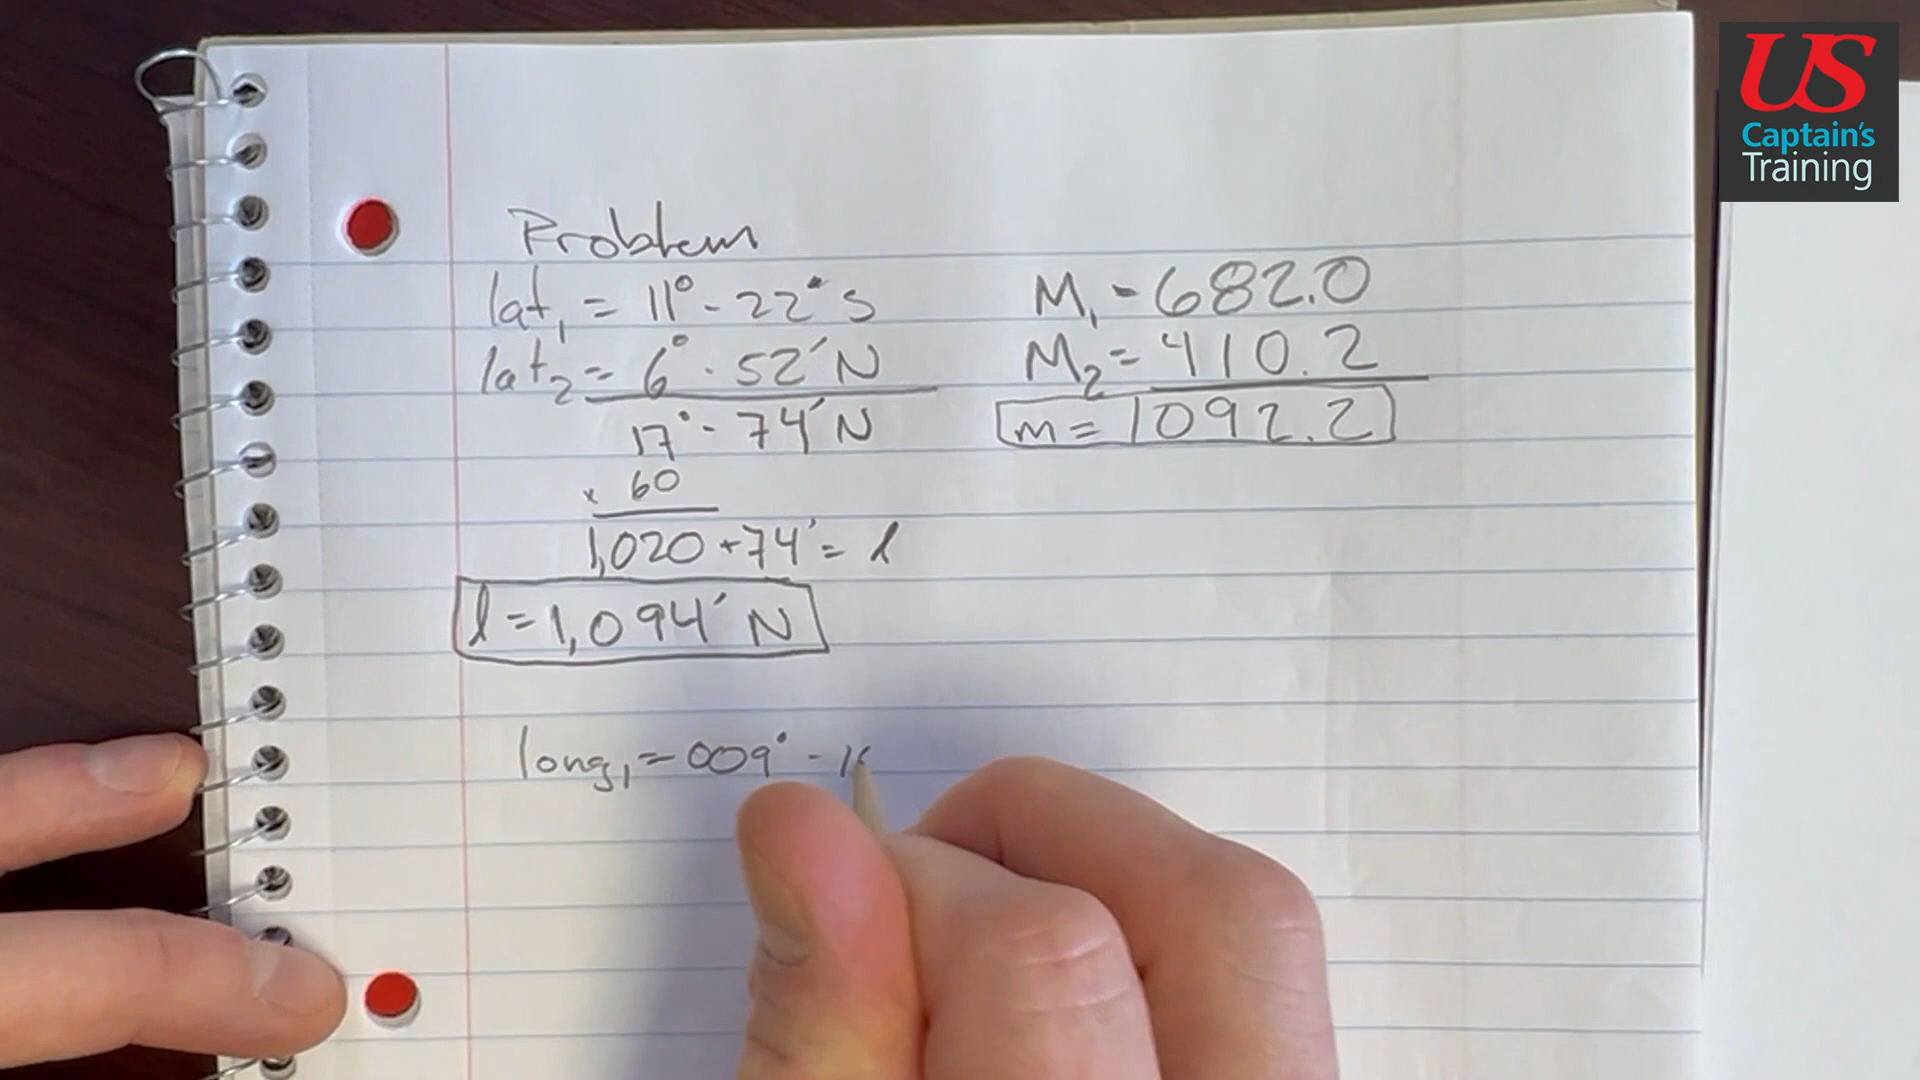 US
Captain's
Training
Problem
lat₁ = 11° - 22' S
lat₂ = 6° - 52' N
17° - 74' N
x 60
1,020 + 74' = l
l = 1,094' N
M₁ - 682.0
M₂ = 410.2
m = 1092.2
long₁ = 009° -